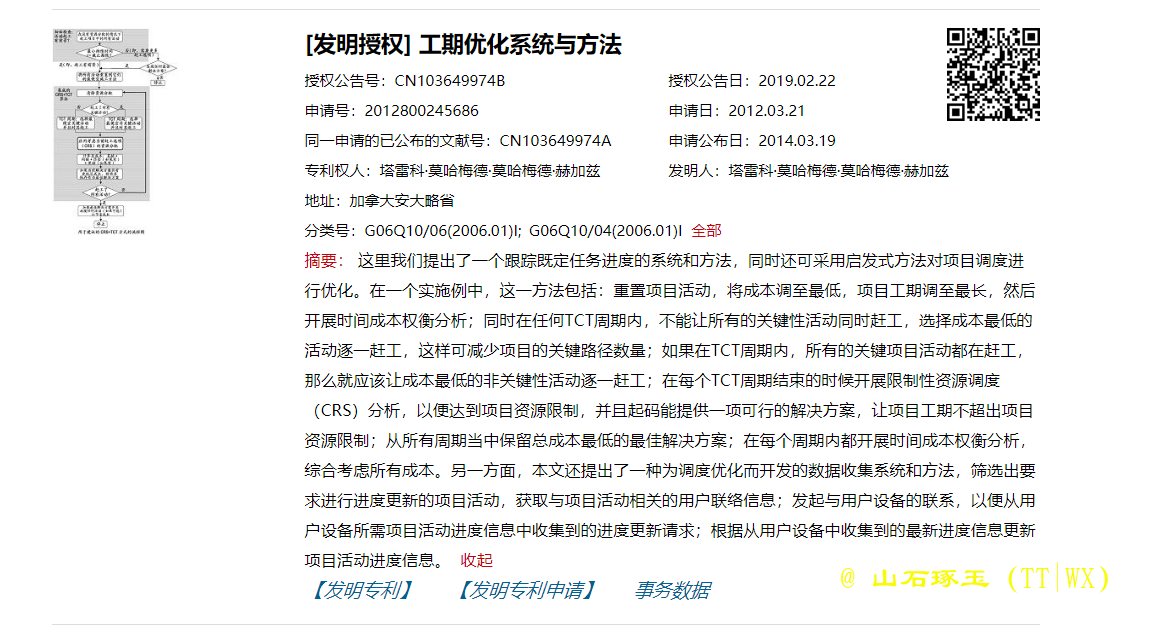 [发明授权] 工期优化系统与方法
授权公告号：CN103649974B
授权公告日：2019.02.22
申请号：2012800245686
申请日：2012.03.21
同一申请的已公布的文献号：CN103649974A
申请公布日：2014.03.19
专利权人：塔雷科·莫哈梅德·莫哈梅德·赫加兹
发明人：塔雷科·莫哈梅德·莫哈梅德·赫加兹
地址：加拿大安大略省
分类号：G06Q10/06(2006.01)I; G06Q10/04(2006.01)I 全部
摘要： 这里我们提出了一个跟踪既定任务进度的系统和方法，同时还可采用启发式方法对项目调度进
行优化。在一个实施例中，这一方法包括：重置项目活动，将成本调至最低，项目工期调至最长，然后
开展时间成本权衡分析；同时在任何TCT周期内，不能让所有的关键性活动同时赶工，选择成本最低的
活动逐一赶工，这样可减少项目的关键路径数量；如果在TCT周期内，所有的关键项目活动都在赶工，
那么就应该让成本最低的非关键性活动逐一赶工；在每个TCT周期结束的时候开展限制性资源调度
（CRS）分析，以便达到项目资源限制，并且起码能提供一项可行的解决方案，让项目工期不超出项目
资源限制；从所有周期当中保留总成本最低的最佳解决方案；在每个周期内都开展时间成本权衡分析，
综合考虑所有成本。另一方面，本文还提出了一种为调度优化而开发的数据收集系统和方法，筛选出要
求进行进度更新的项目活动，获取与项目活动相关的用户联络信息；发起与用户设备的联系，以便从用
户设备所需项目活动进度信息中收集到的进度更新请求；根据从用户设备中收集到的最新进度信息更新
项目活动进度信息。 收起
【发明专利】 【发明专利申请】 事务数据
@ 山石琢玉 (TT|WX)